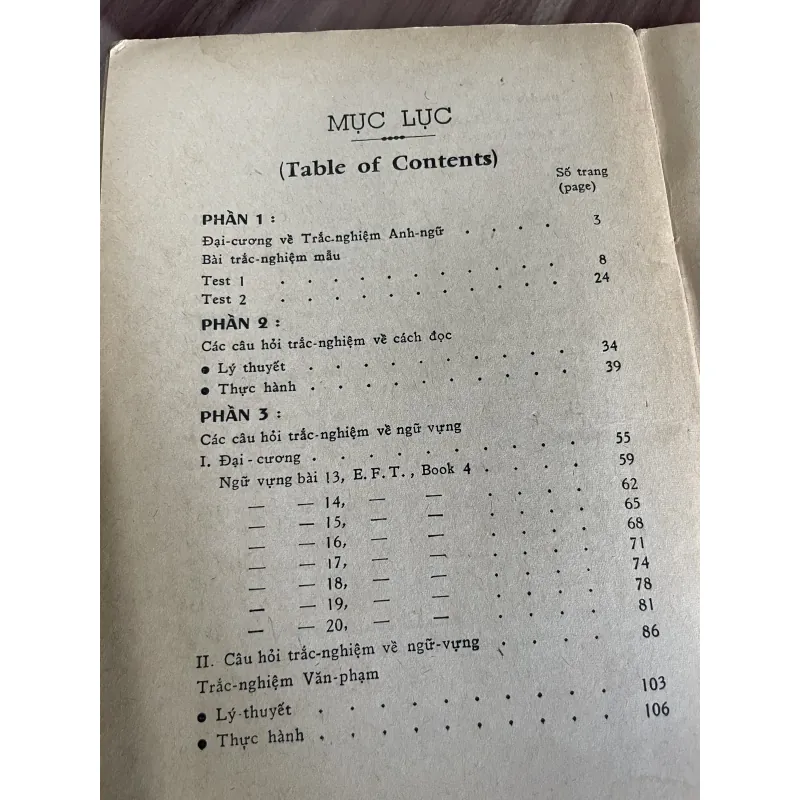 MỤC LỤC
(Table of Contents)
Số trang
(page)
PHẦN 1 :
Đại-cương về Trắc-nghiệm Anh-ngữ . . . . 3
Bài trắc-nghiệm mẫu
Test 1 . . . . . . . . . . . 8
Test 2 . . . . . . . . . . . 24
PHẦN 2 :
Các câu hỏi trắc-nghiệm về cách đọc
● Lý thuyết . . . . . . . . . . 34
● Thực hành . . . . . . . . . . 39
PHẦN 3 :
Các câu hỏi trắc-nghiệm về ngữ vựng
I. Đại - cương . . . . . . . . . . 55
Ngữ vựng bài 13, E. F. T. , Book 4 . . . . 59
— — 14, — — . . . . 62
— — 15, — — . . . . 65
— — 16, — — . . . . 68
— — 17, — — . . . . 71
— — 18, — — . . . . 74
— — 19, — — . . . . 78
— — 20, — — . . . . 81
II. Câu hỏi trắc-nghiệm về ngữ-vựng . . . . 86
Trắc-nghiệm Văn-phạm
● Lý-thuyết . . . . . . . . . . 103
● Thực hành . . . . . . . . . . 106